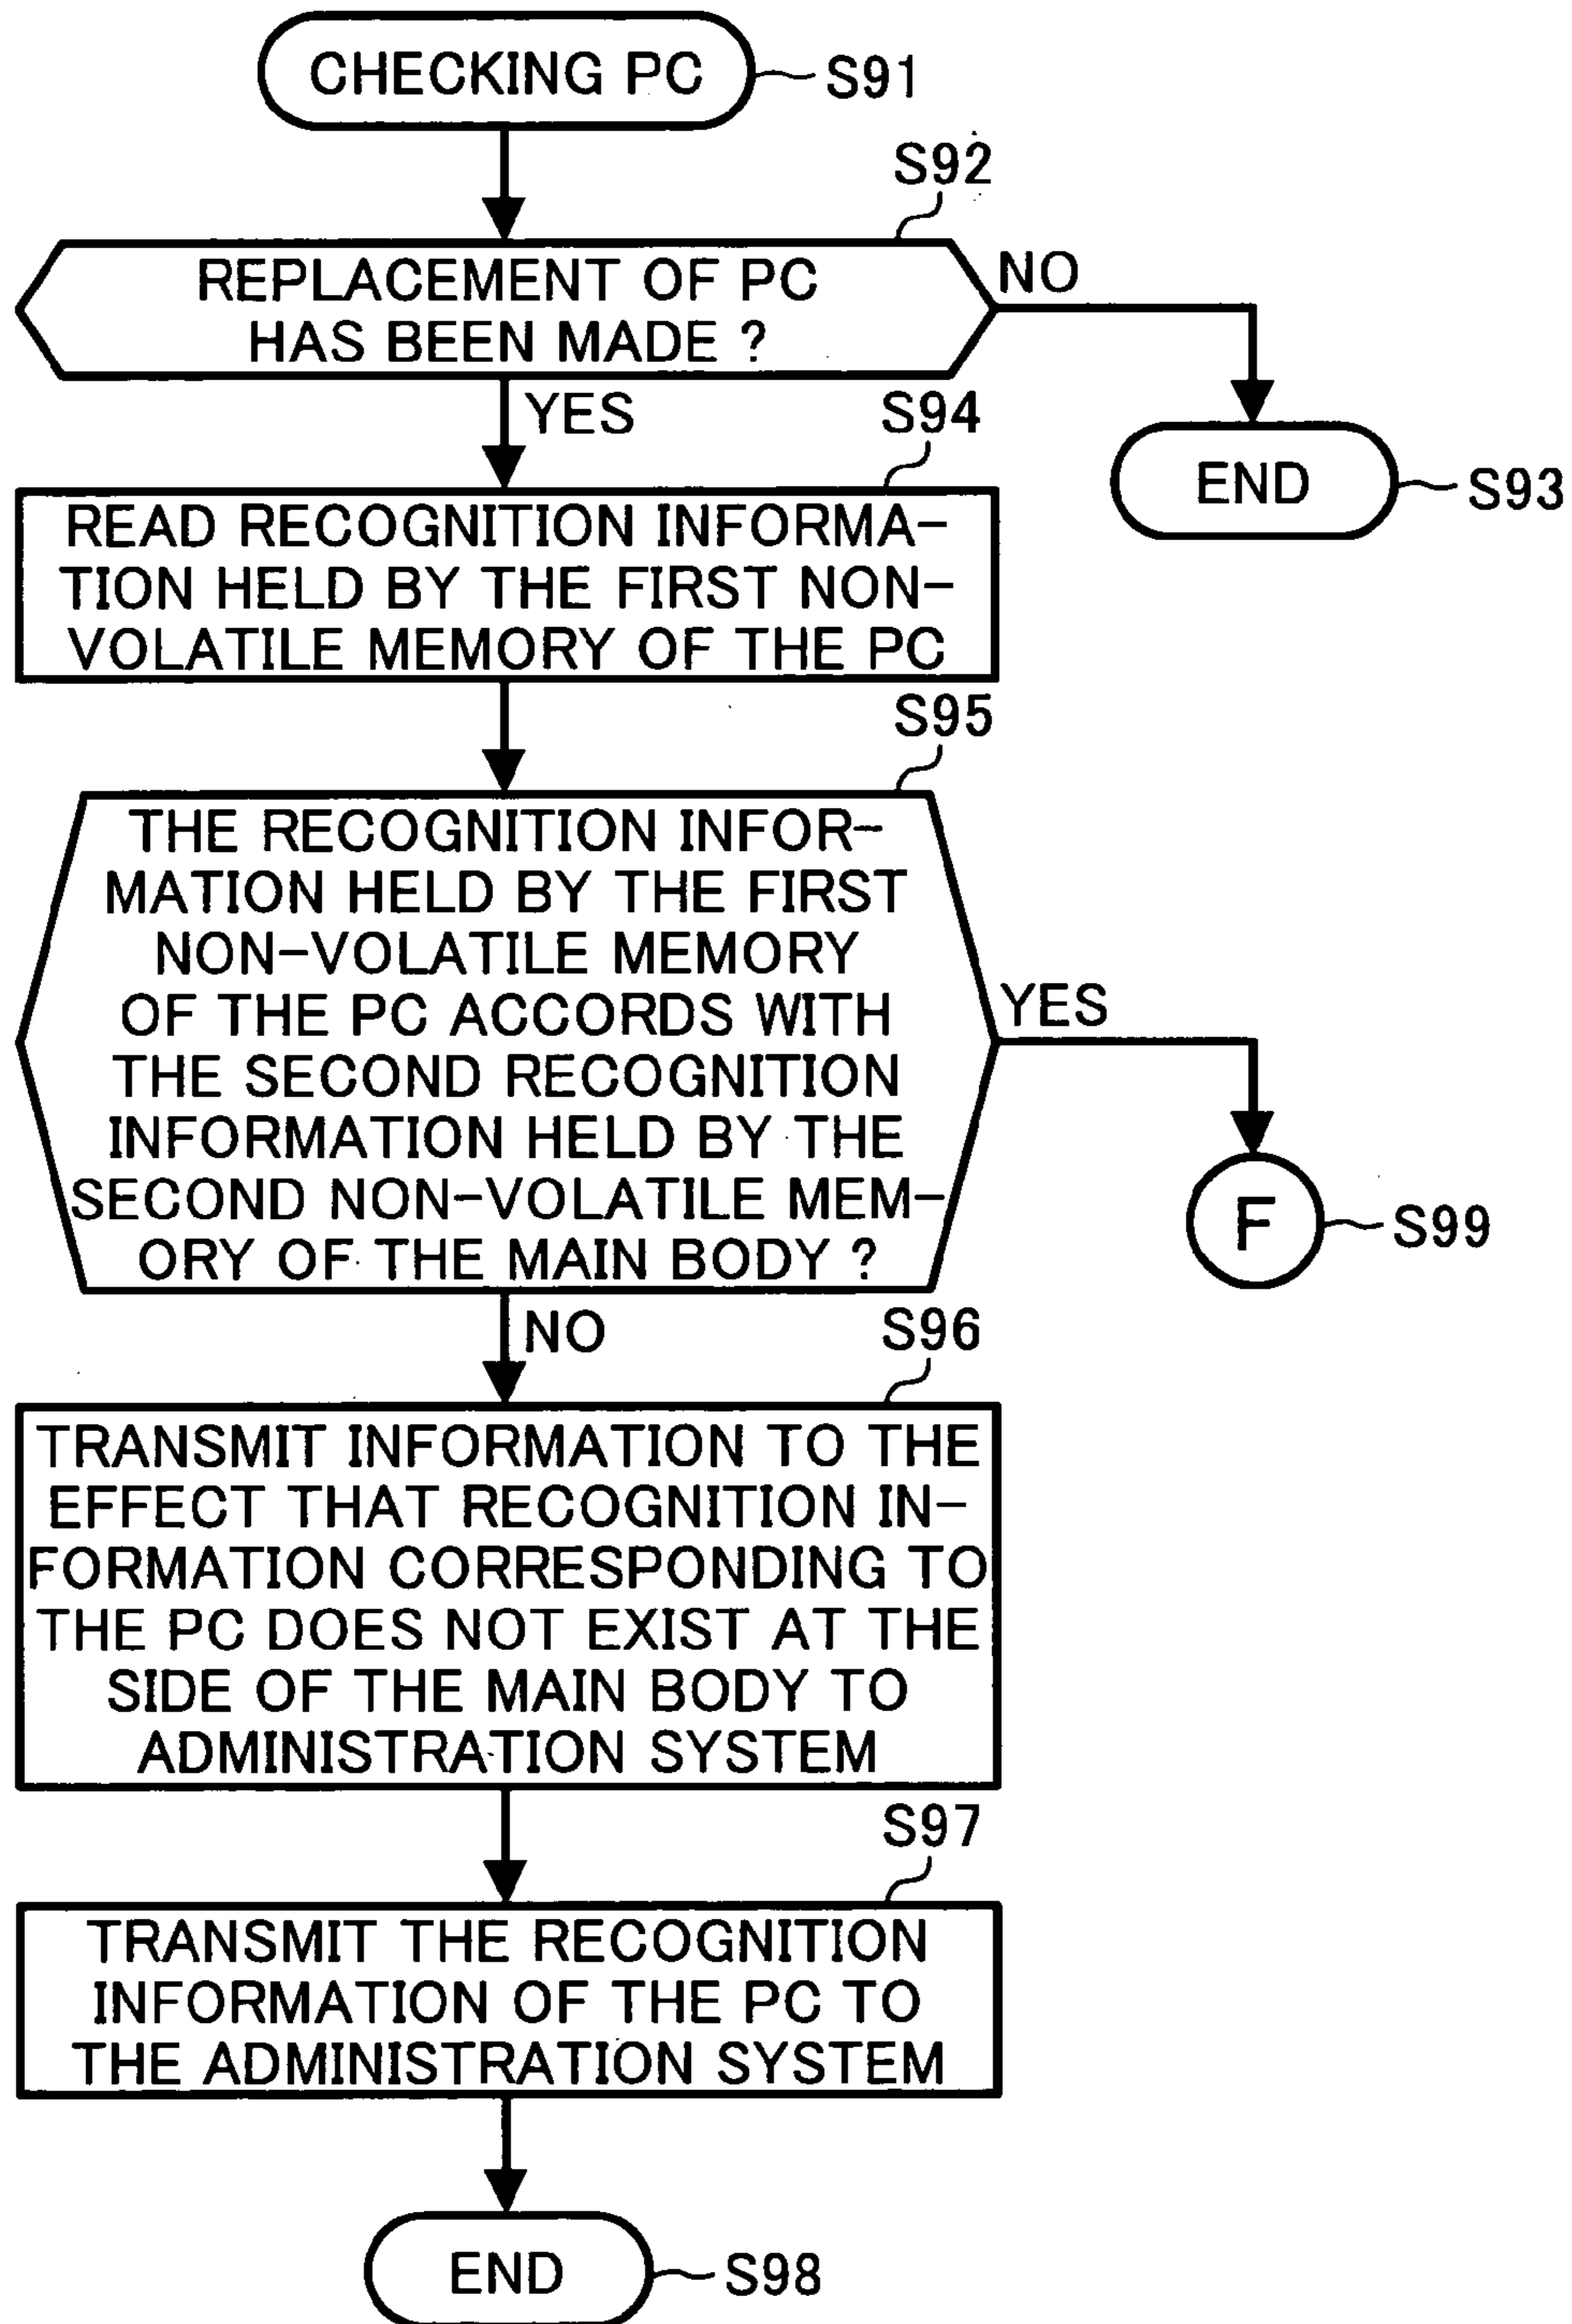 CHECKING PC
S91
S92
REPLACEMENT OF PC
HAS BEEN MADE ?
NO
YES
S94
END
S93
READ RECOGNITION INFORMA-
TION HELD BY THE FIRST NON-
VOLATILE MEMORY OF THE PC
S95
THE RECOGNITION INFOR-
MATION HELD BY THE FIRST
NON-VOLATILE MEMORY
OF THE PC ACCORDS WITH
THE SECOND RECOGNITION
INFORMATION HELD BY THE
SECOND NON-VOLATILE MEM-
ORY OF THE MAIN BODY ?
YES
F
S99
NO
S96
TRANSMIT INFORMATION TO THE
EFFECT THAT RECOGNITION IN-
FORMATION CORRESPONDING TO
THE PC DOES NOT EXIST AT THE
SIDE OF THE MAIN BODY TO
ADMINISTRATION SYSTEM
S97
TRANSMIT THE RECOGNITION
INFORMATION OF THE PC TO
THE ADMINISTRATION SYSTEM
END
S98